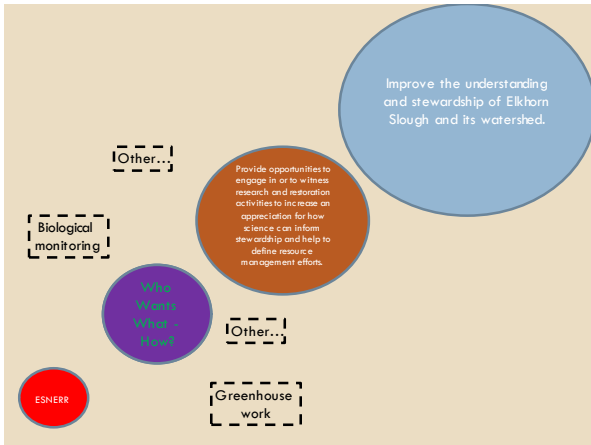 Improve the understanding
and stewardship of Elkhorn
Slough and its watershed.
Other...
Provide opportunities to
engage in or to witness
research and restoration
activities to increase an
appreciation for how
science can inform
stewardship and help to
define resource
management efforts.
Biological
monitoring
Who
Wants
What -
How?
Other...
ESNERR
Greenhouse
work